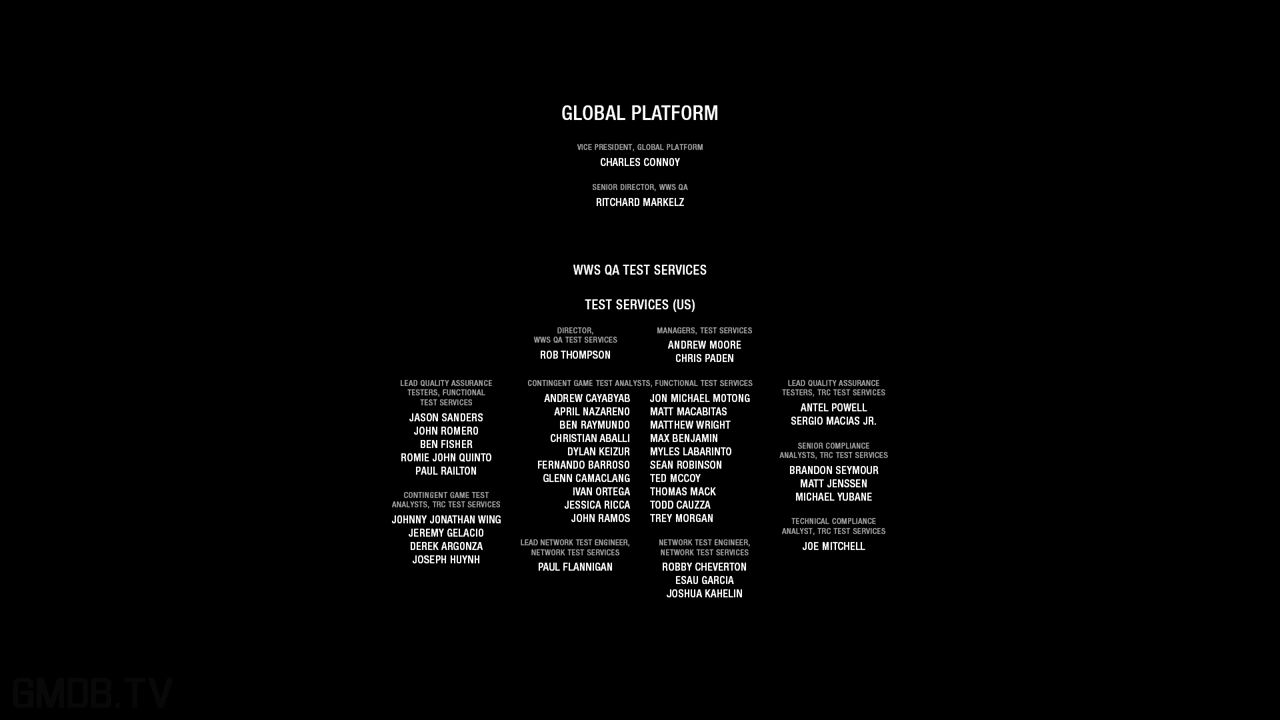 GLOBAL PLATFORM
VICE PRESIDENT, GLOBAL PLATFORM
CHARLES CONNOY
SENIOR DIRECTOR, WWS QA
RITCHARD MARKELZ
WWS QA TEST SERVICES
TEST SERVICES (US)
DIRECTOR,
WWS QA TEST SERVICES
ROB THOMPSON
MANAGERS, TEST SERVICES
ANDREW MOORE
CHRIS PADEN
LEAD QUALITY ASSURANCE
TESTERS, FUNCTIONAL
TEST SERVICES
JASON SANDERS
JOHN ROMERO
BEN FISHER
ROMIE JOHN QUINTO
PAUL RAILTON
CONTINGENT GAME TEST
ANALYSTS, TRC TEST SERVICES
JOHNNY JONATHAN WING
JEREMY GELACIO
DEREK ARGONZA
JOSEPH HUYNH
CONTINGENT GAME TEST ANALYSTS, FUNCTIONAL TEST SERVICES
ANDREW CAYABYAB
APRIL NAZARENO
BEN RAYMUNDO
CHRISTIAN ABALLI
DYLAN KEIZUR
FERNANDO BARROSO
GLENN CAMACLANG
IVAN ORTEGA
JESSICA RICCA
JOHN RAMOS
JON MICHAEL MOTONG
MATT MACABITAS
MATTHEW WRIGHT
MAX BENJAMIN
MYLES LABARINTO
SEAN ROBINSON
TED MCCOY
THOMAS MACK
TODD CAUZZA
TREY MORGAN
LEAD NETWORK TEST ENGINEER,
NETWORK TEST SERVICES
PAUL FLANNIGAN
NETWORK TEST ENGINEER,
NETWORK TEST SERVICES
ROBBY CHEVERTON
ESAU GARCIA
JOSHUA KAHELIN
LEAD QUALITY ASSURANCE
TESTERS, TRC TEST SERVICES
ANTEL POWELL
SERGIO MACIAS JR.
SENIOR COMPLIANCE
ANALYSTS, TRC TEST SERVICES
BRANDON SEYMOUR
MATT JENSSEN
MICHAEL YUBANE
TECHNICAL COMPLIANCE
ANALYST, TRC TEST SERVICES
JOE MITCHELL
GMDB.TV